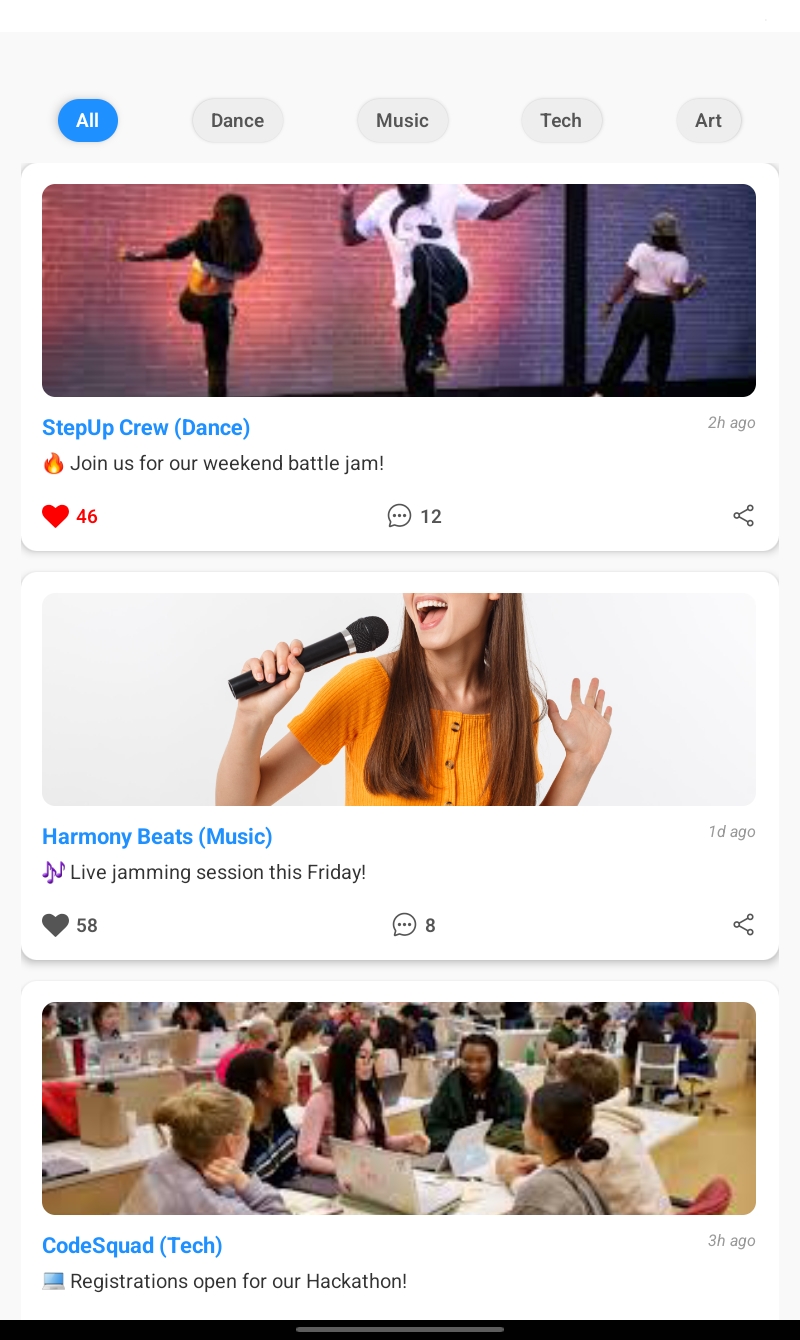 All Dance Music Tech Art
StepUp Crew (Dance) 2h ago
🔥 Join us for our weekend battle jam!
46 12
Harmony Beats (Music) 1d ago
🎶 Live jamming session this Friday!
58 8
CodeSquad (Tech) 3h ago
💻 Registrations open for our Hackathon!